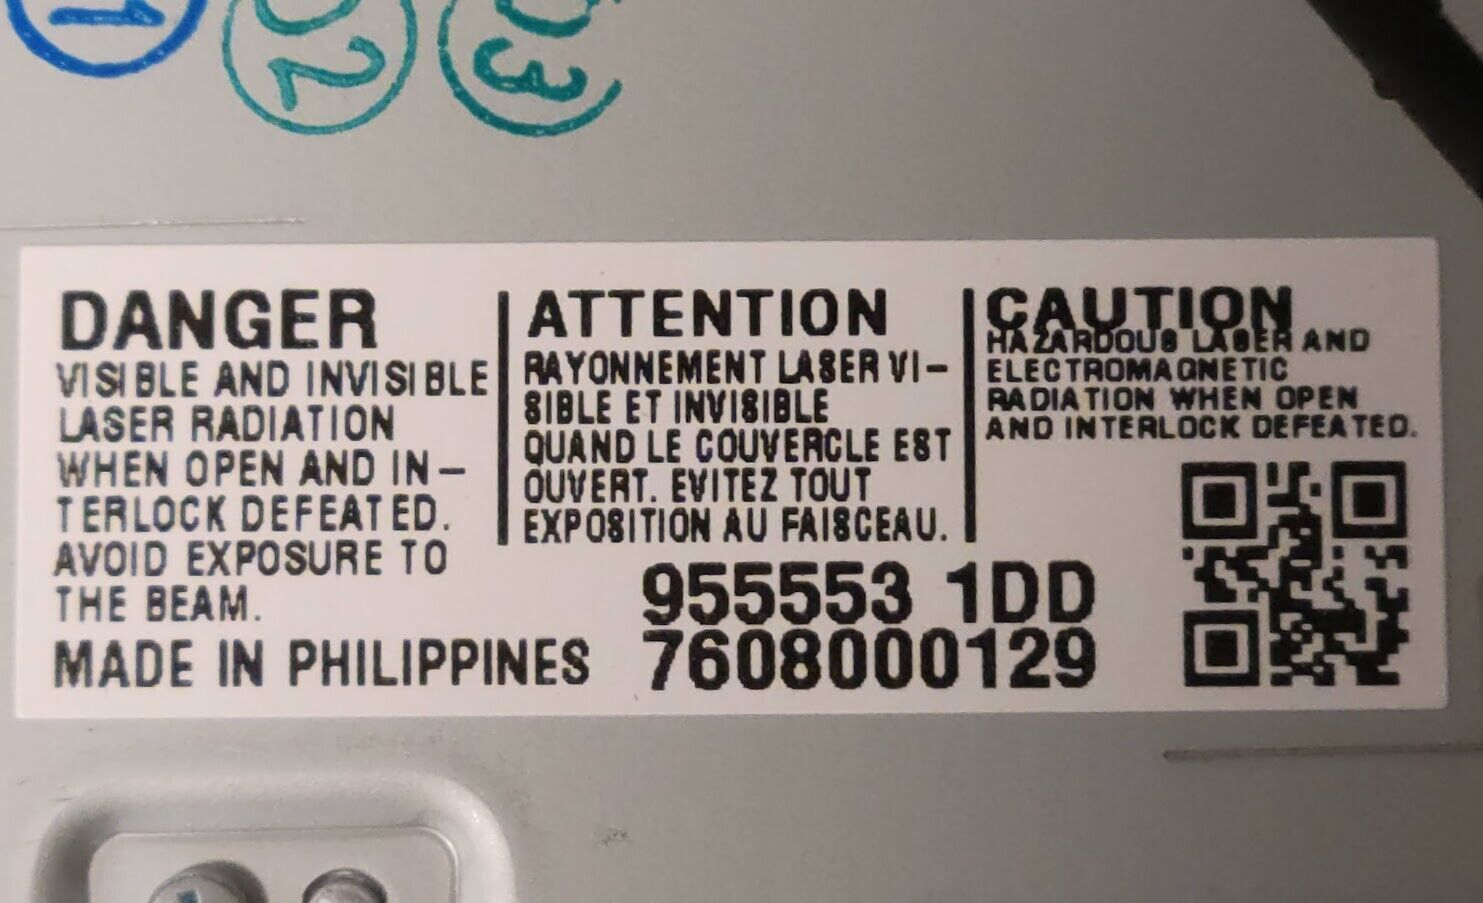 1
2
3
DANGER
VISIBLE AND INVISIBLE
LASER RADIATION
WHEN OPEN AND IN-
TERLOCK DEFEATED.
AVOID EXPOSURE TO
THE BEAM.
MADE IN PHILIPPINES
ATTENTION
RAYONNEMENT LASER VI-
SIBLE ET INVISIBLE
QUAND LE COUVERCLE EST
OUVERT. EVITEZ TOUT
EXPOSITION AU FAISCEAU.
CAUTION
HAZARDOUS LASER AND
ELECTROMAGNETIC
RADIATION WHEN OPEN
AND INTERLOCK DEFEATED.
955553 1DD
7608000129